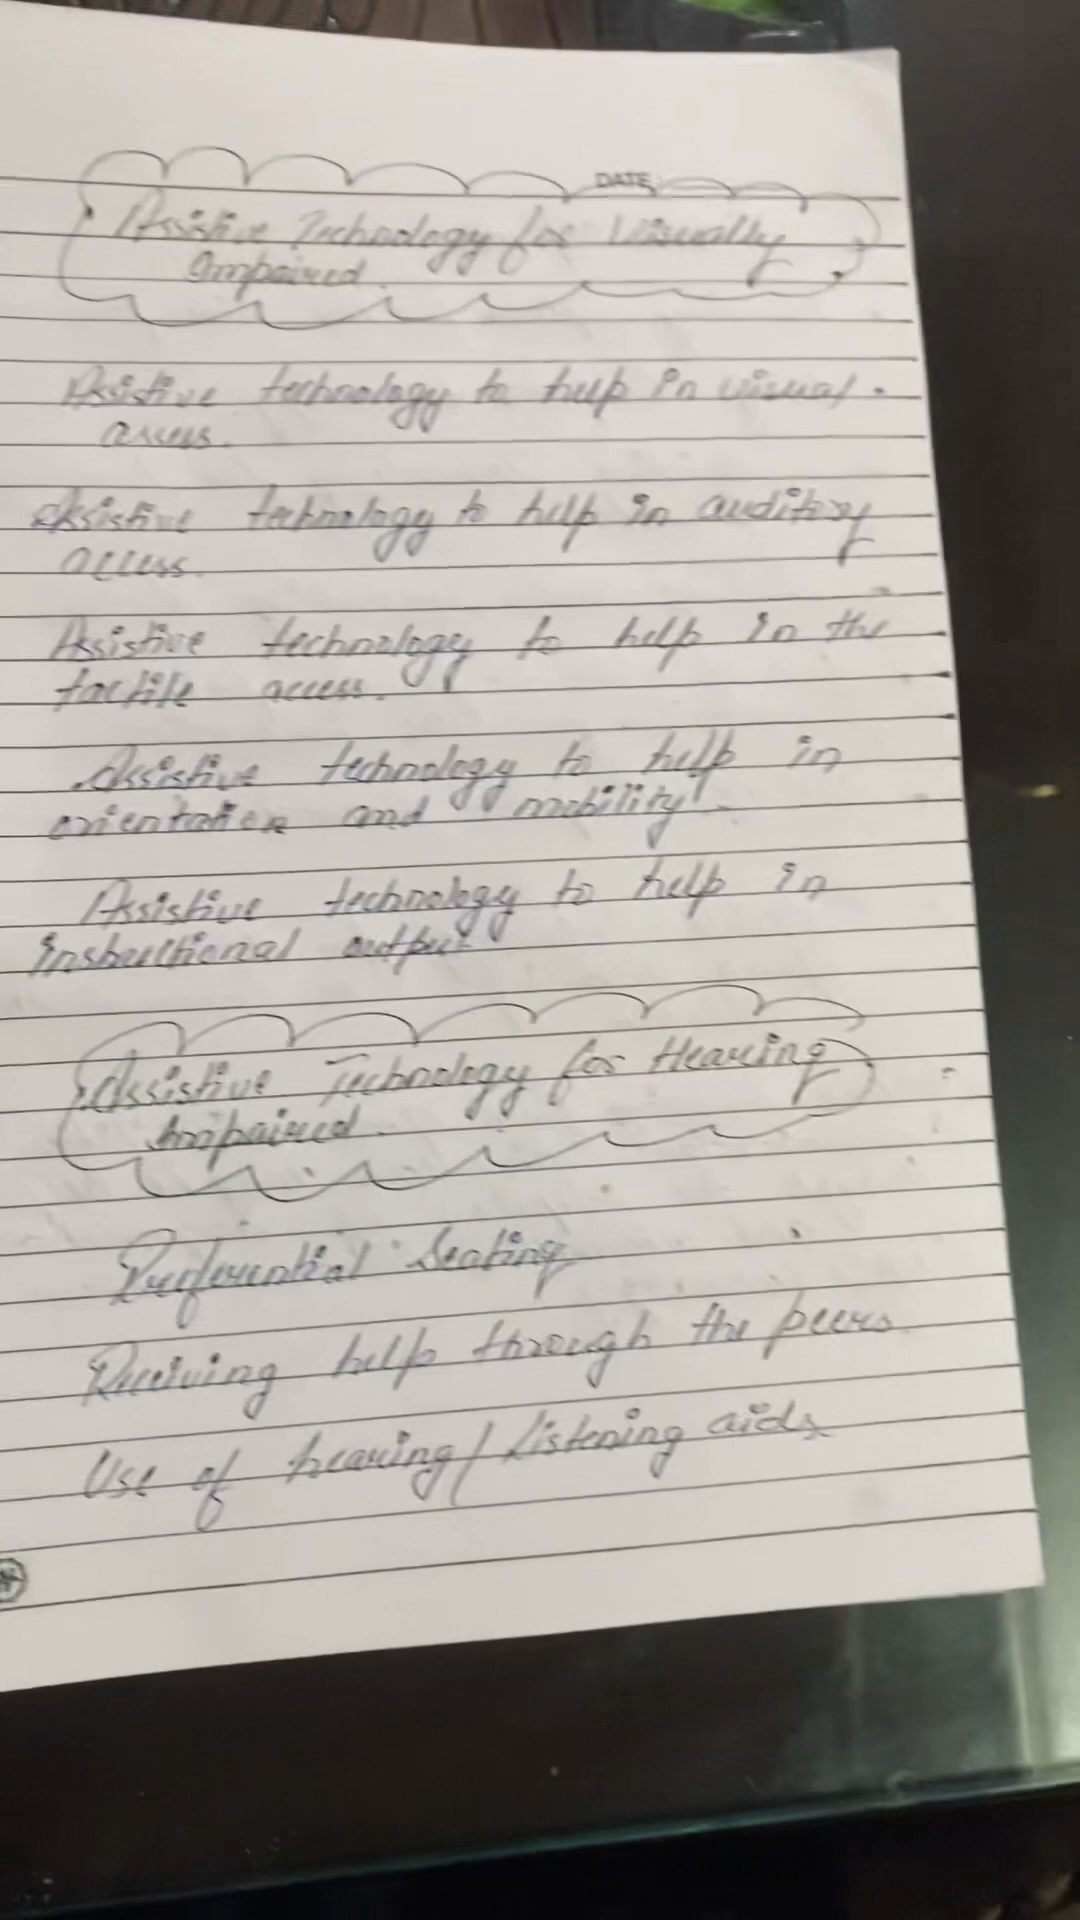 DATE
Assistive Technology for Visually
Impaired.
Assistive technology to help in visual
access.
Assistive technology to help in auditory
access.
Assistive technology to help in the
tactile access.
Assistive technology to help in
orientation and mobility.
Assistive technology to help in
instructional output
Assistive Technology for Hearing
Impaired.
Preferential Seating
Receiving help through the peers
Use of hearing/listening aids